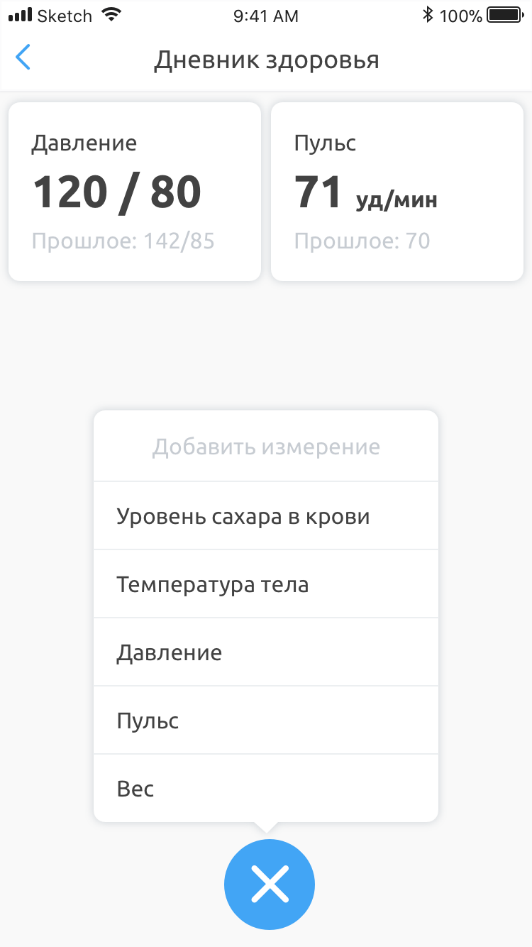 Sketch 9:41 AM 100%
Дневник здоровья
Давление
120 / 80
Прошлое: 142/85
Пульс
71 уд/мин
Прошлое: 70
Добавить измерение
Уровень сахара в крови
Температура тела
Давление
Пульс
Вес